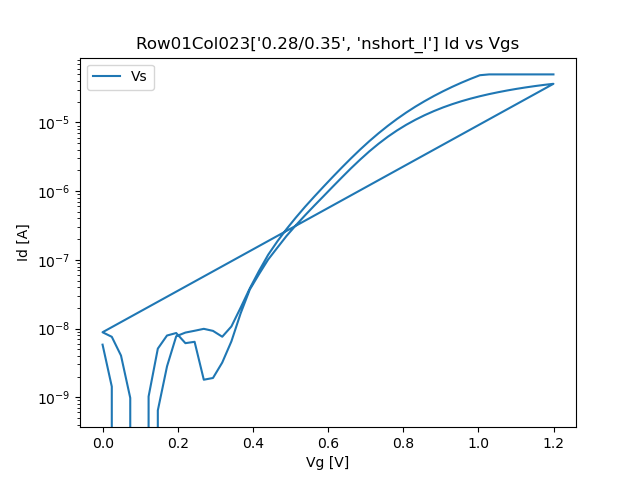 Row01Col023['0.28/0.35', 'nshort_l'] Id vs Vgs
Vs
Id [A]
10⁻⁵
10⁻⁶
10⁻⁷
10⁻⁸
10⁻⁹
0.0 0.2 0.4 0.6 0.8 1.0 1.2
Vg [V]